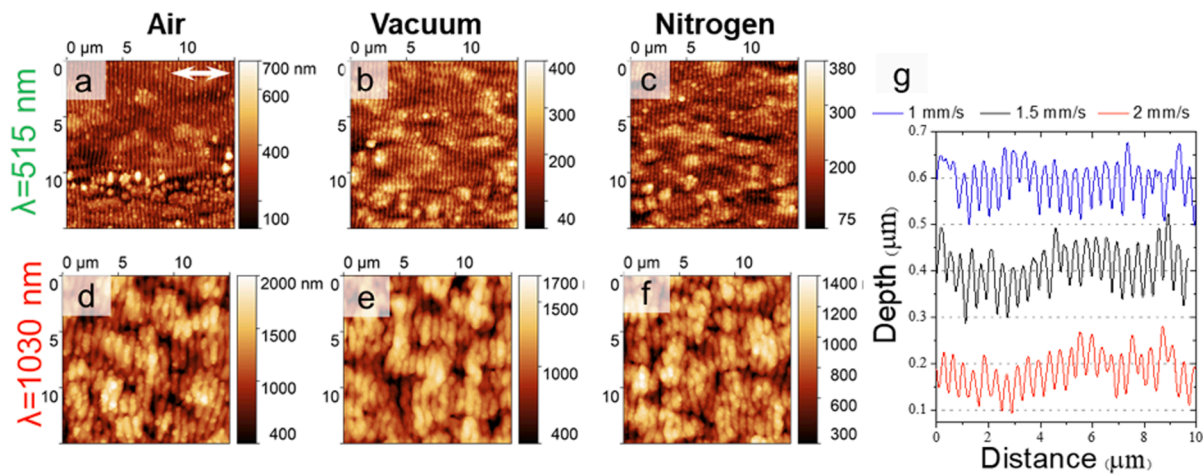 Air Vacuum Nitrogen
λ=515 nm
0 μm 5 10
0
5
10
a
700 nm
600
400
200
100
0 μm 5 10
0
5
10
b
400
300
200
100
40
0 μm 5 10
0
5
10
c
380
300
200
75
λ=1030 nm
0 μm 5 10
0
5
10
d
2000 nm
1500
1000
400
0 μm 5 10
0
5
10
e
1700
1500
1000
400
0 μm 5 10
0
5
10
f
1400
1200
1000
800
600
300
g
1 mm/s 1.5 mm/s 2 mm/s
Depth (μm)
0.7
0.6
0.5
0.4
0.3
0.2
0.1
0 2 4 6 8 10
Distance (μm)